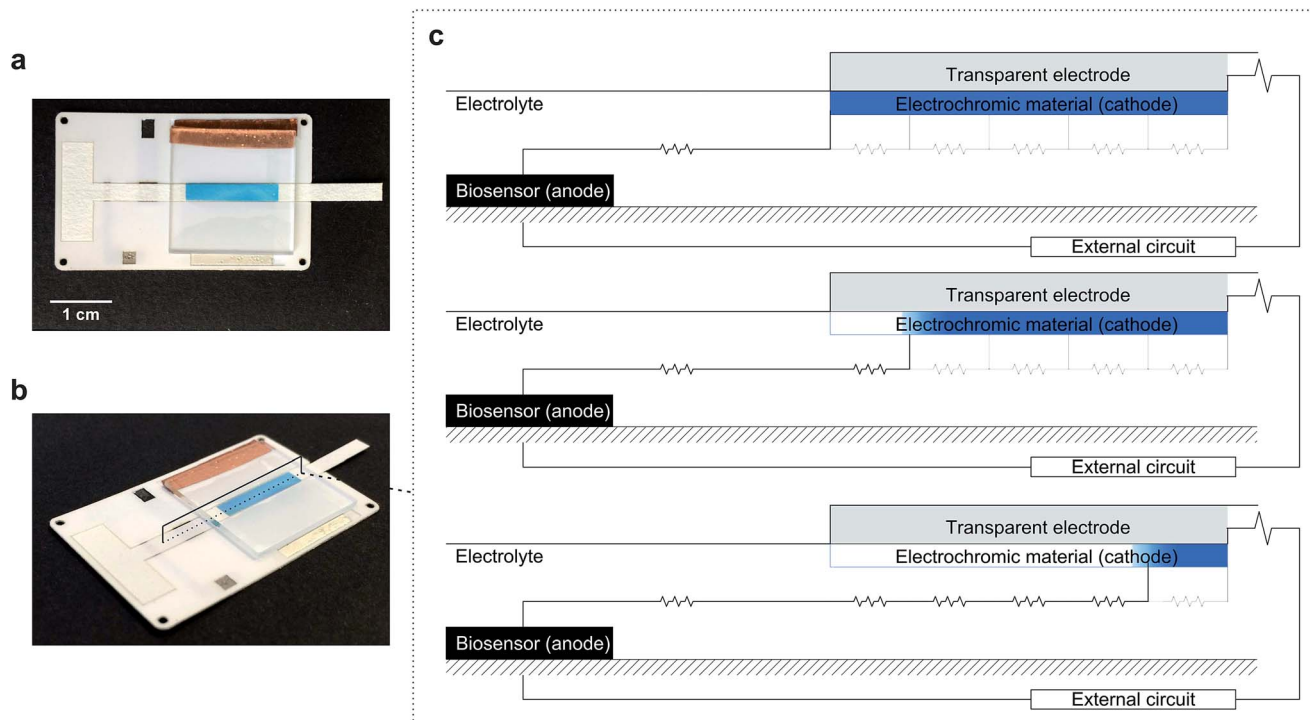 a
1 cm
b
c
Transparent electrode
Electrolyte
Electrochromic material (cathode)
Biosensor (anode)
External circuit
Transparent electrode
Electrolyte
Electrochromic material (cathode)
Biosensor (anode)
External circuit
Transparent electrode
Electrolyte
Electrochromic material (cathode)
Biosensor (anode)
External circuit